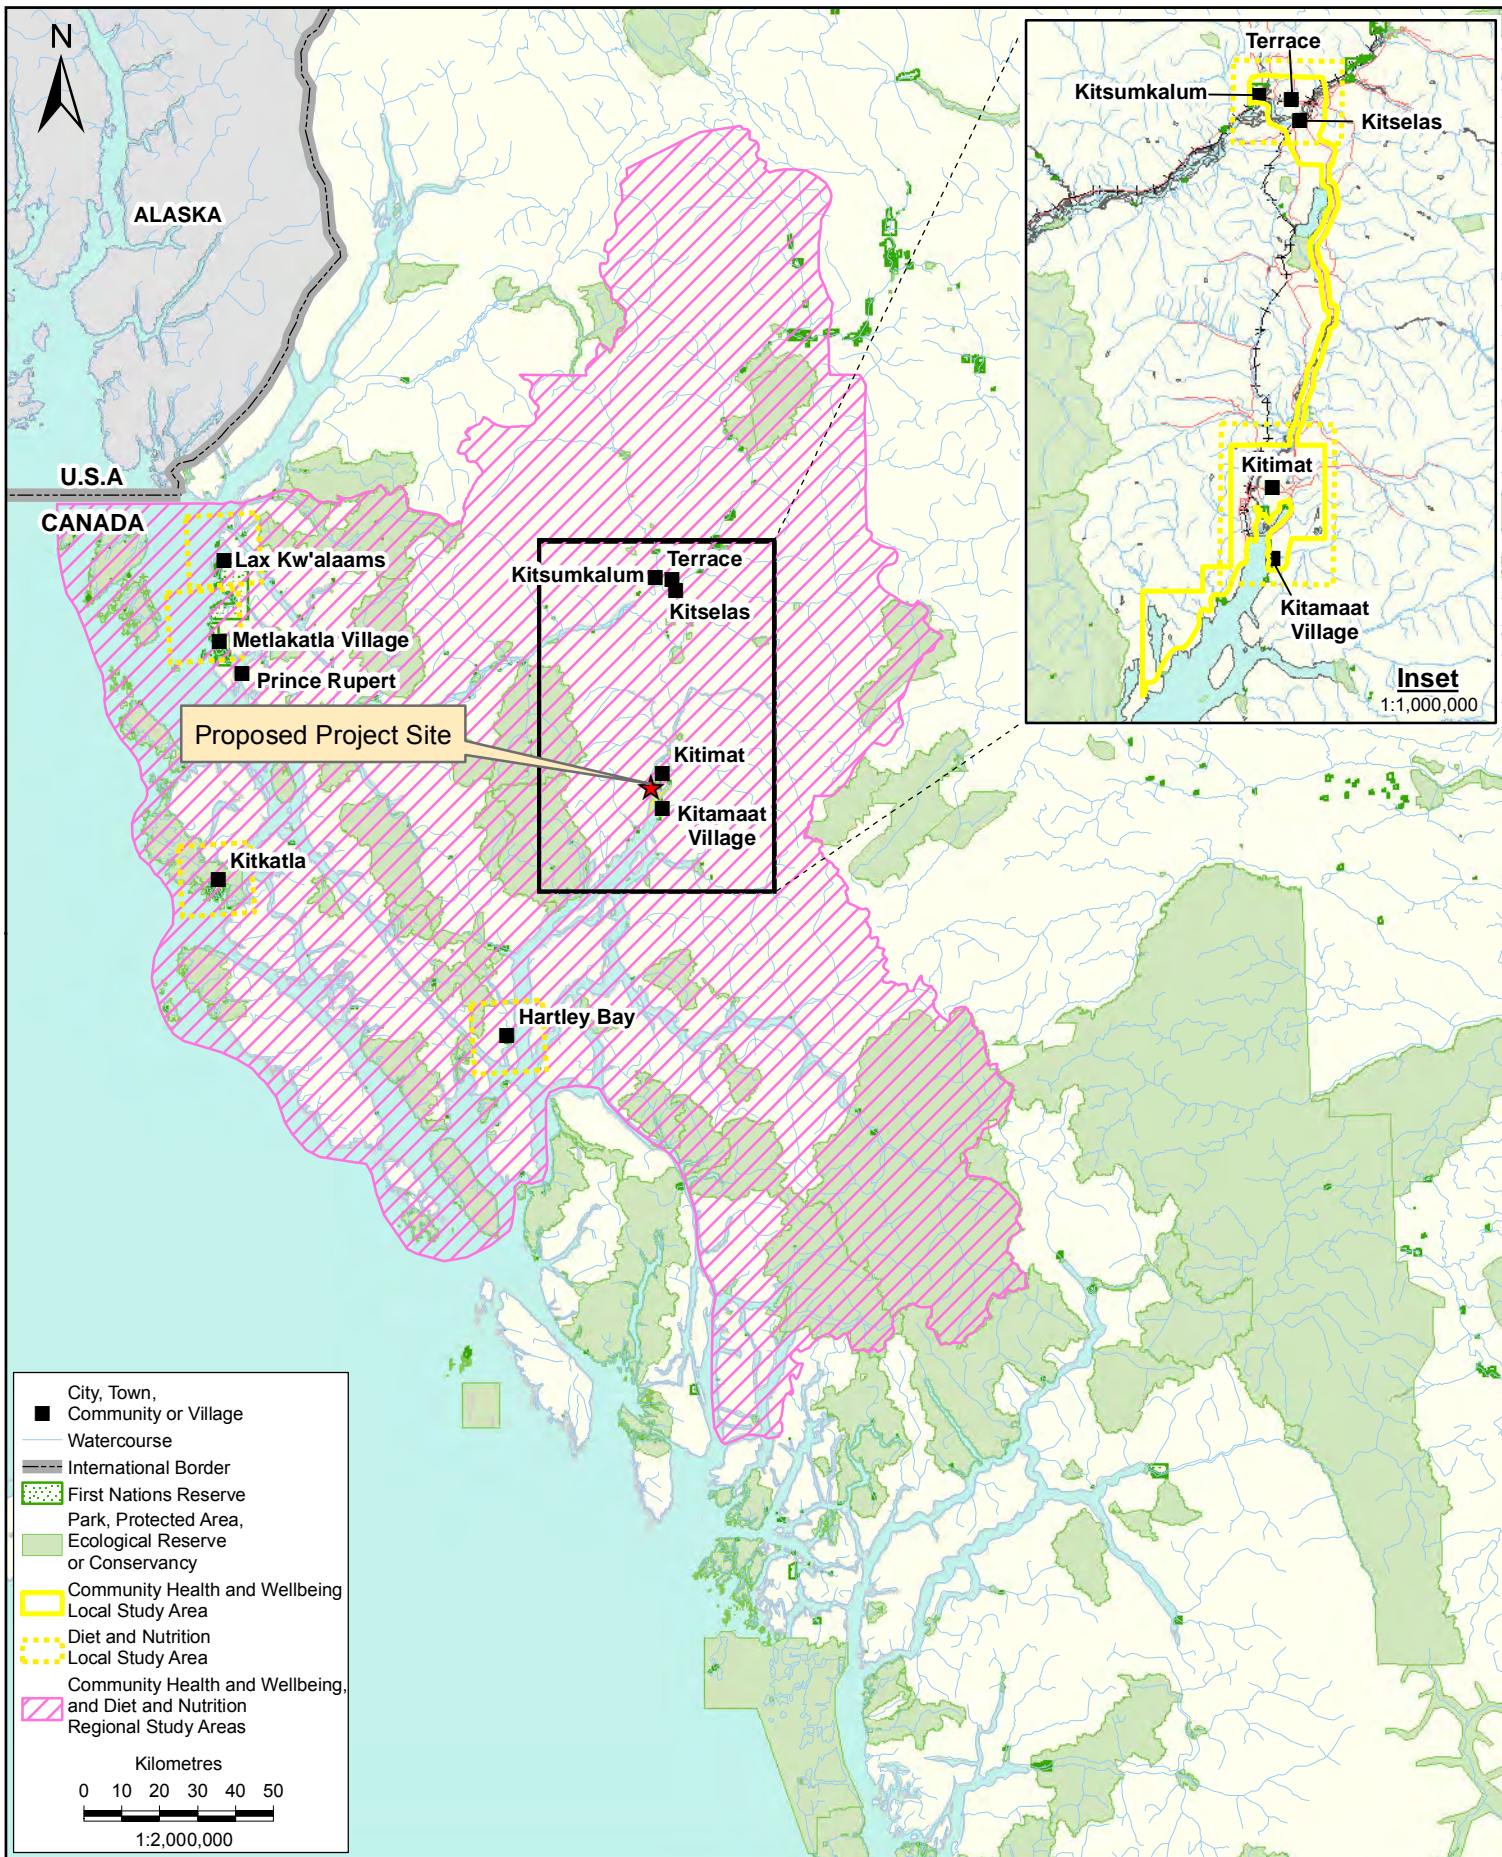 N
ALASKA
U.S.A
CANADA
Lax Kw'alaams
Metlakatla Village
Prince Rupert
Kitsumkalum
Terrace
Kitselas
Proposed Project Site
Kitimat
Kitamaat
Village
Kitkatla
Hartley Bay
Terrace
Kitsumkalum
Kitselas
Kitimat
Kitamaat
Village
Inset
1:1,000,000
City, Town,
Community or Village
Watercourse
International Border
First Nations Reserve
Park, Protected Area,
Ecological Reserve
or Conservancy
Community Health and Wellbeing
Local Study Area
Diet and Nutrition
Local Study Area
Community Health and Wellbeing,
and Diet and Nutrition
Regional Study Areas
Kilometres
0 10 20 30 40 50
1:2,000,000